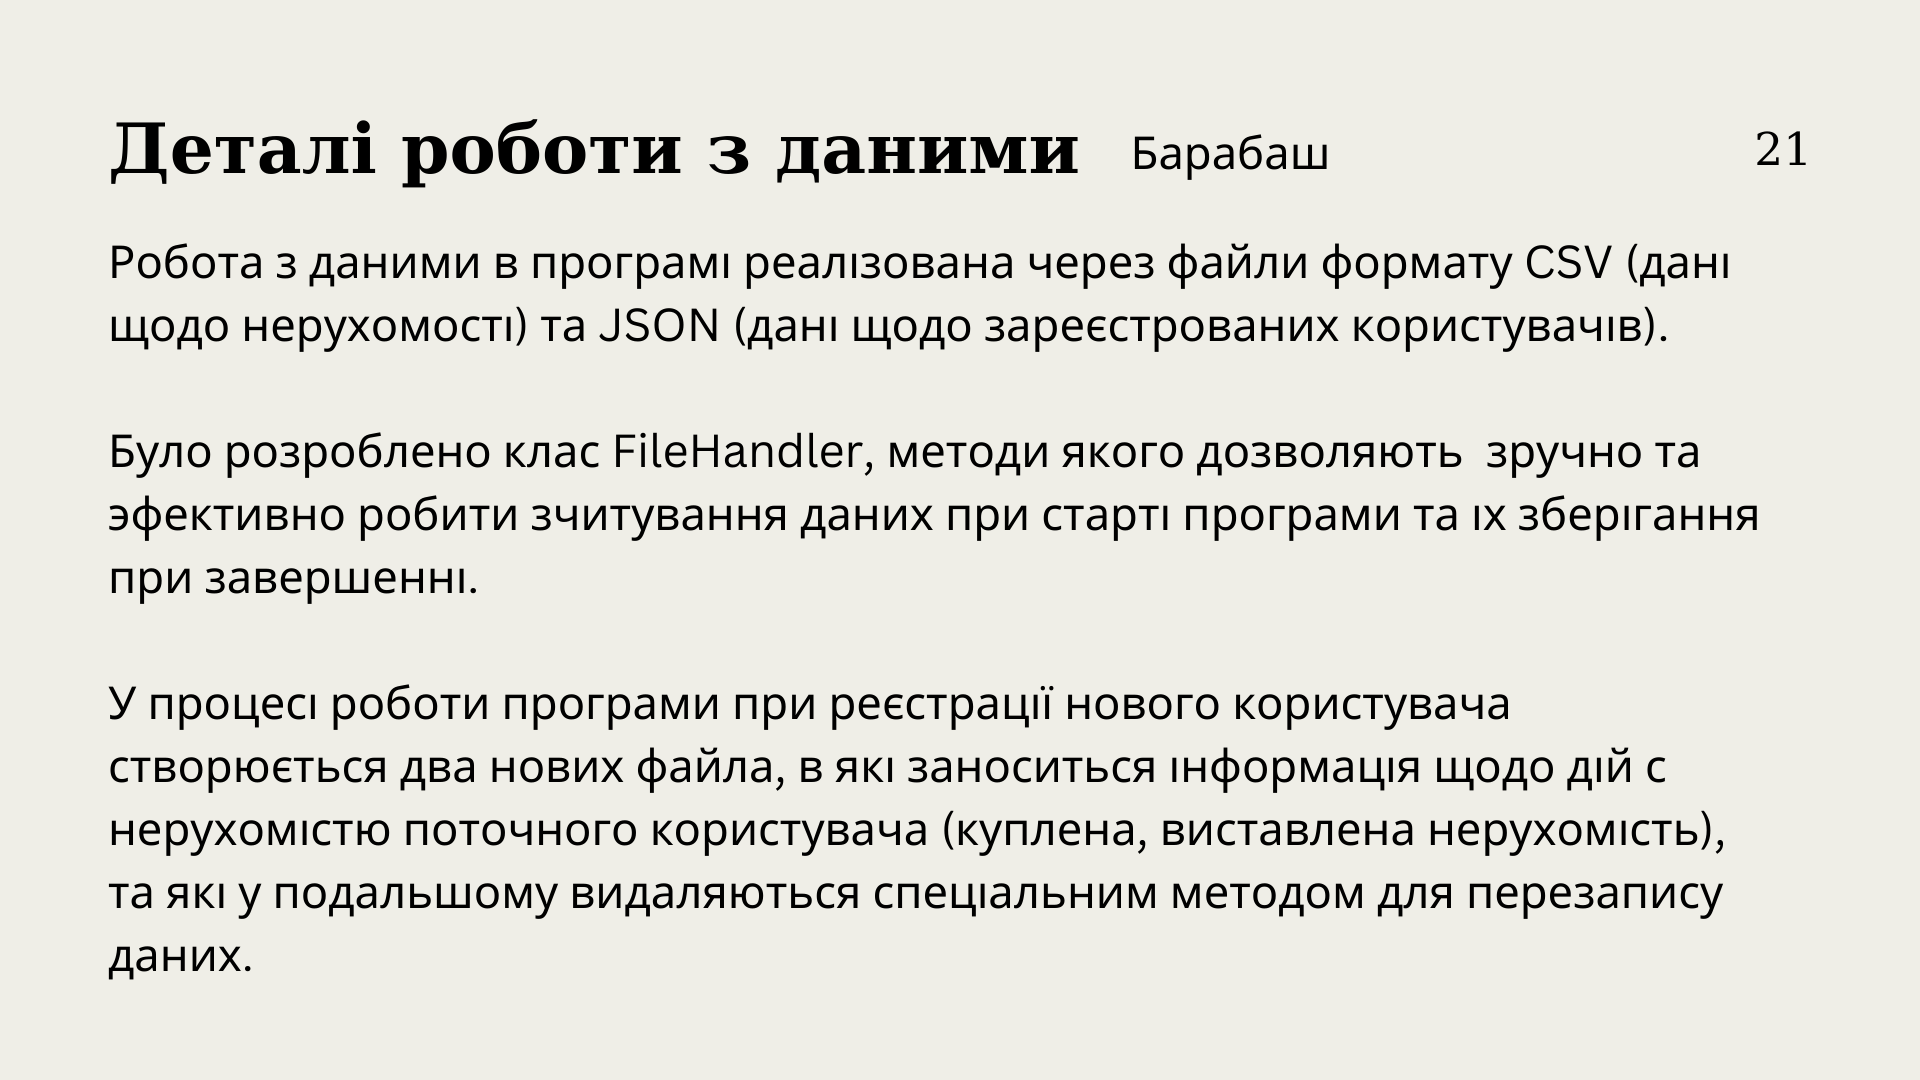 Деталі роботи з даними Барабаш 21
Робота з даними в програмі реалізована через файли формату CSV (дані
щодо нерухомості) та JSON (дані щодо зареєстрованих користувачів).
Було розроблено клас FileHandler, методи якого дозволяють  зручно та
эфективно робити зчитування даних при старті програми та іх зберігання
при завершенні.
У процесі роботи програми при реєстрації нового користувача
створюється два нових файла, в які заноситься інформація щодо дій с
нерухомістю поточного користувача (куплена, виставлена нерухомість),
та які у подальшому видаляються спеціальним методом для перезапису
даних.